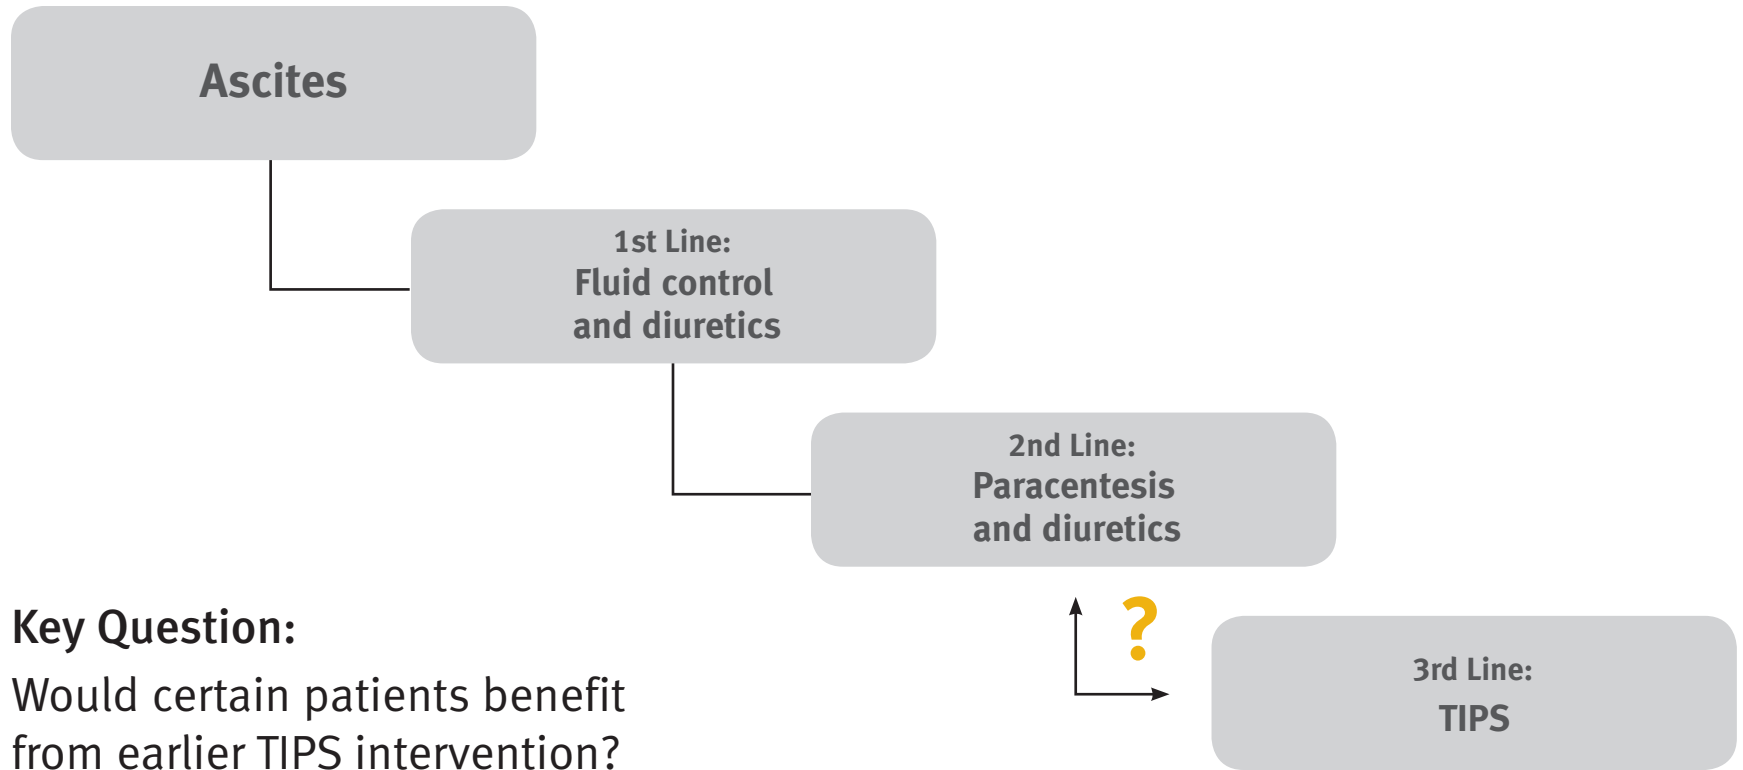 Ascites
1st Line:
Fluid control
and diuretics
2nd Line:
Paracentesis
and diuretics
?
3rd Line:
TIPS
Key Question:
Would certain patients benefit
from earlier TIPS intervention?